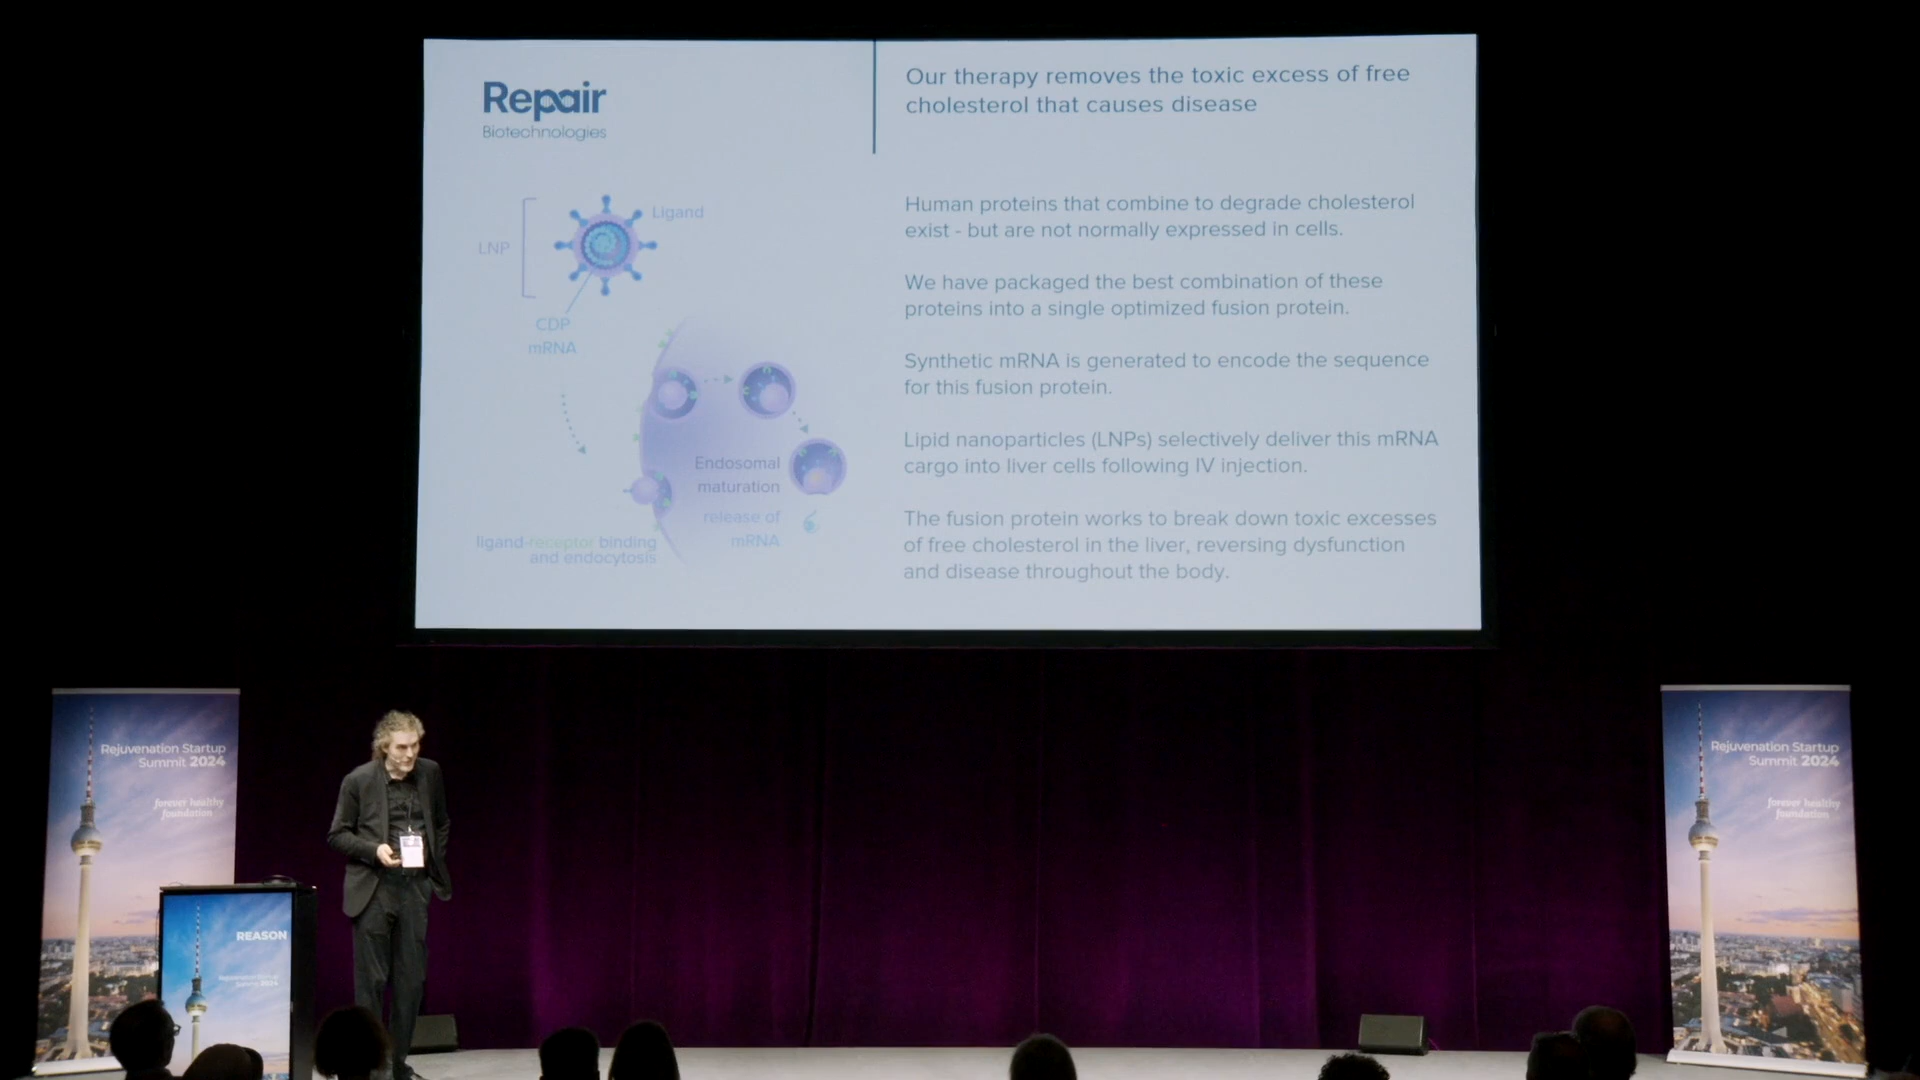 Repair
Biotechnologies
Our therapy removes the toxic excess of free
cholesterol that causes disease
LNP
Ligand
CDP
mRNA
Endosomal
maturation
release of
mRNA
ligand-receptor binding
and endocytosis
Human proteins that combine to degrade cholesterol
exist - but are not normally expressed in cells.
We have packaged the best combination of these
proteins into a single optimized fusion protein.
Synthetic mRNA is generated to encode the sequence
for this fusion protein.
Lipid nanoparticles (LNPs) selectively deliver this mRNA
cargo into liver cells following IV injection.
The fusion protein works to break down toxic excesses
of free cholesterol in the liver, reversing dysfunction
and disease throughout the body.
Rejuvenation Startup
Summit 2024
forever healthy
foundation
REASON
Rejuvenation Startup
Summit 2024
Rejuvenation Startup
Summit 2024
forever healthy
foundation